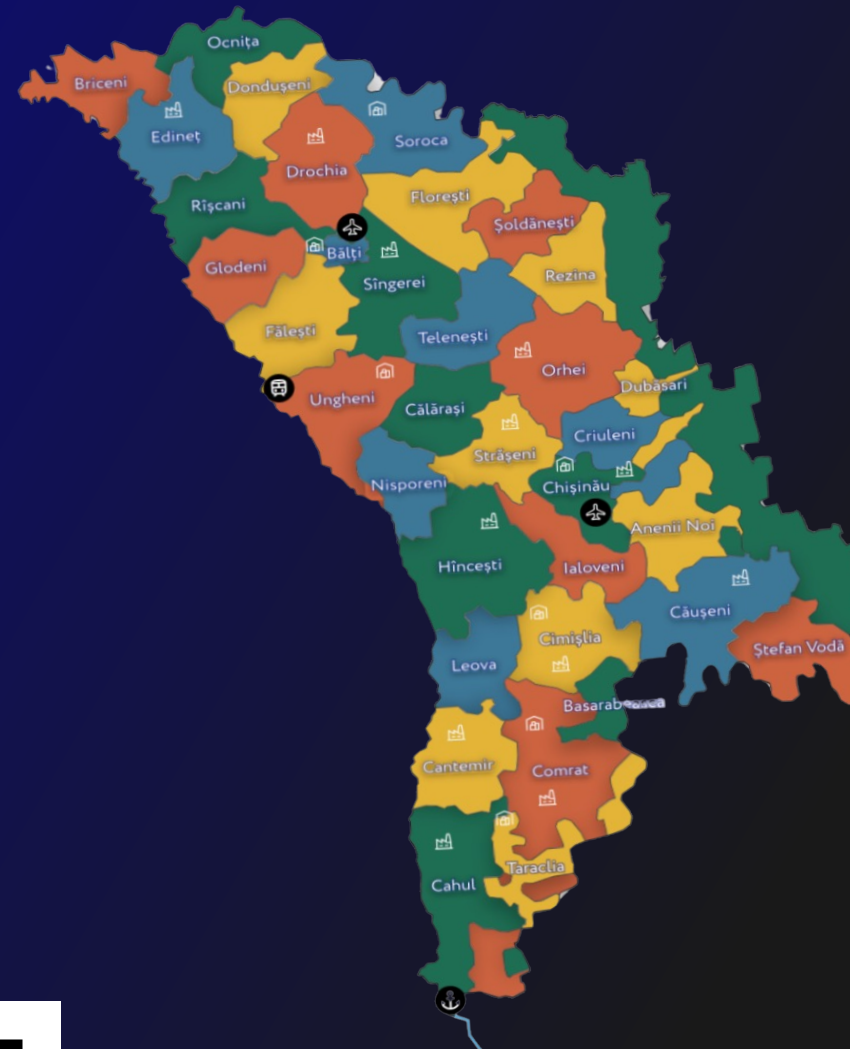 Ocnița
Briceni
Dondușeni
Edineț
Soroca
Drochia
Florești
Rîșcani
Șoldănești
Bălți
Glodeni
Rezina
Sîngerei
Fălești
Telenești
Orhei
Dubăsari
Ungheni
Călărași
Criuleni
Strășeni
Nisporeni
Chișinău
Anenii Noi
Hîncești
Ialoveni
Căușeni
Cimișlia
Ștefan Vodă
Leova
Basarabeasca
Cantemir
Comrat
Taraclia
Cahul